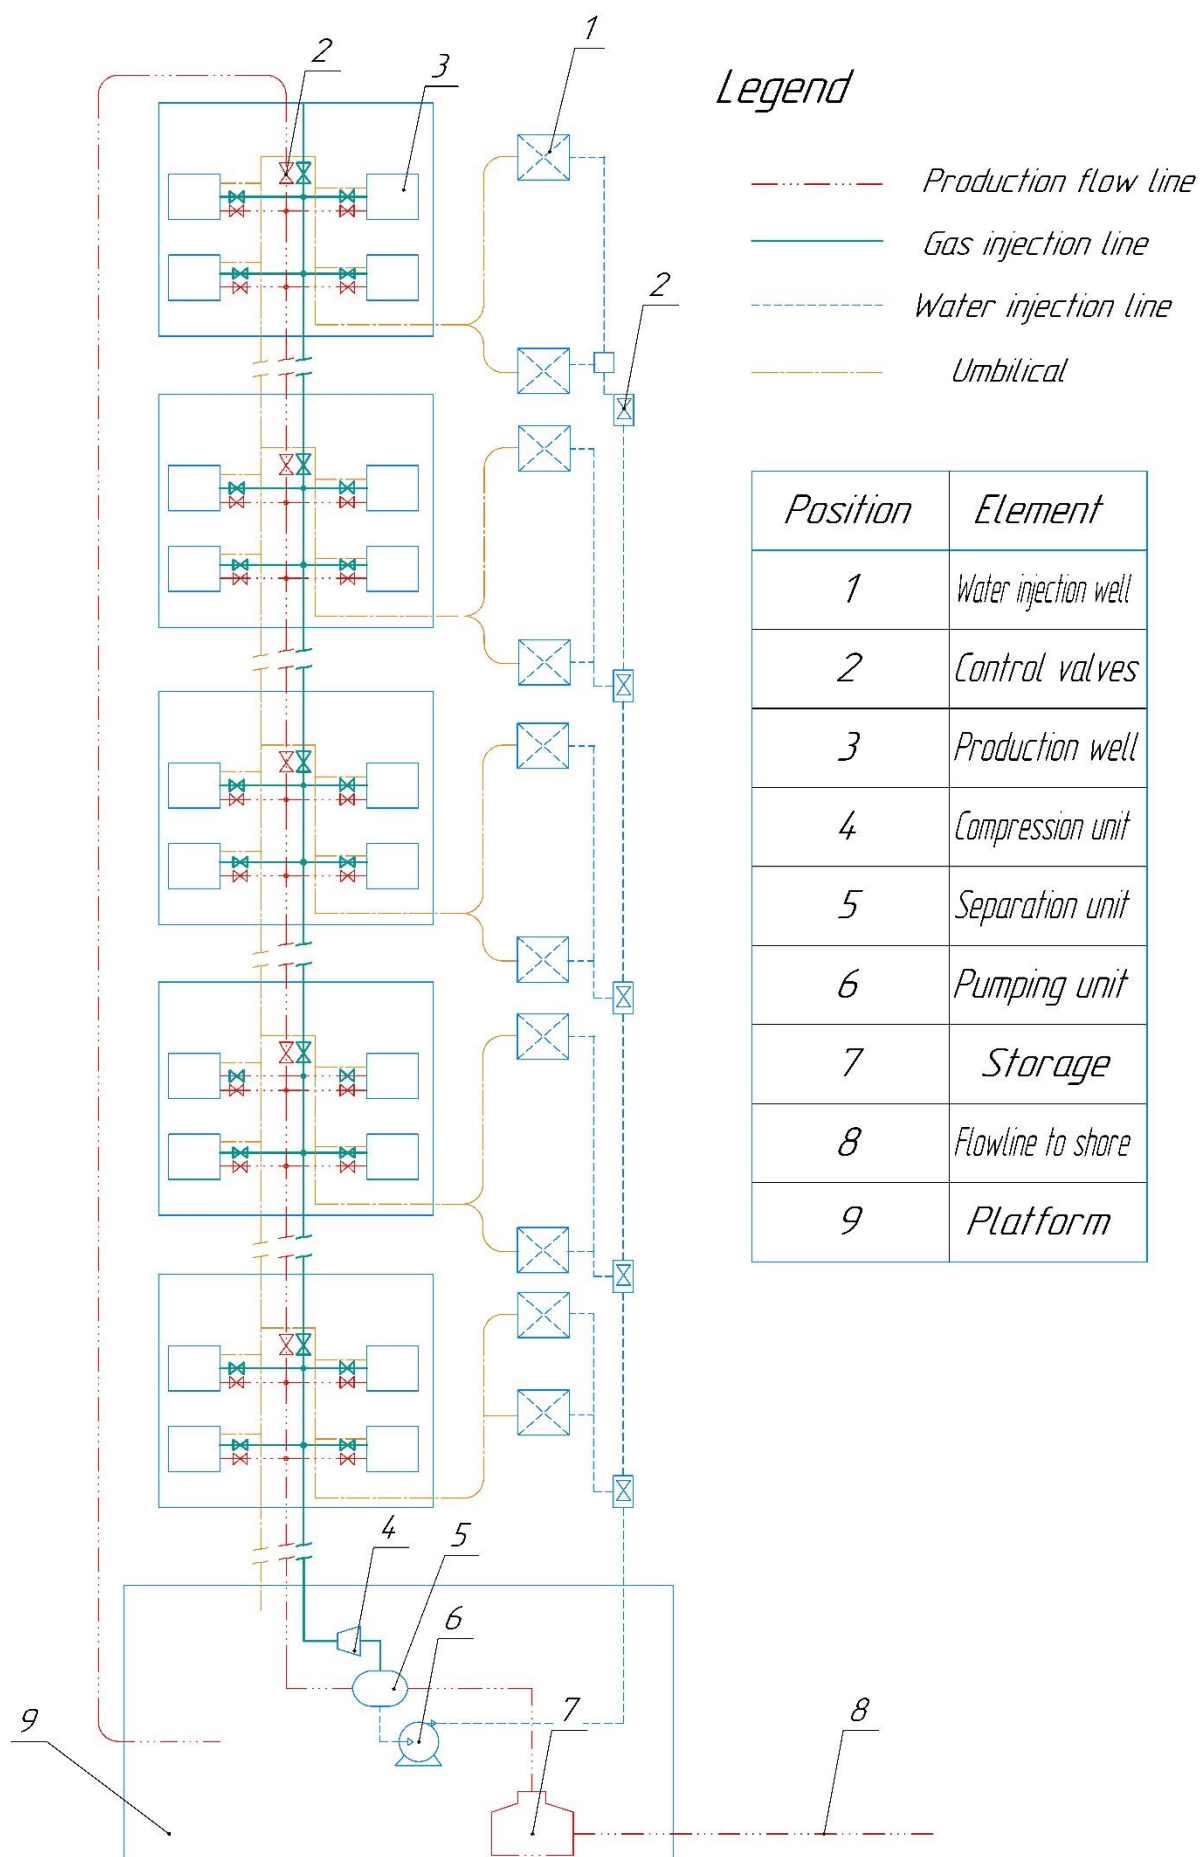 1
2
3
Legend
Production flow line
Gas injection line
2
Water injection line
Umbilical
Position Element
1 Water injection well
2 Control valves
3 Production well
4 Compression unit
5 Separation unit
6 Pumping unit
7 Storage
8 Flowline to shore
9 Platform
4
5
6
9
7
8